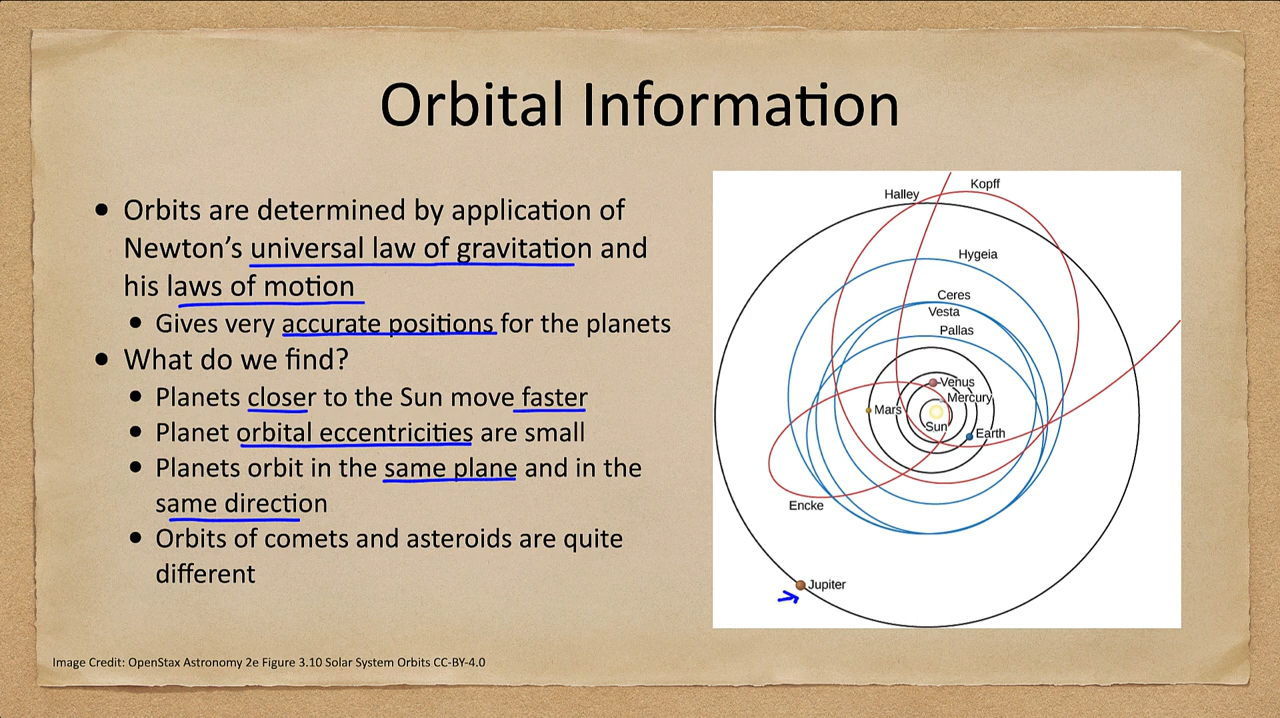 Orbital Information
• Orbits are determined by application of
Newton's universal law of gravitation and
his laws of motion
• Gives very accurate positions for the planets
• What do we find?
• Planets closer to the Sun move faster
• Planet orbital eccentricities are small
• Planets orbit in the same plane and in the
same direction
• Orbits of comets and asteroids are quite
different
Kopff
Halley
Hygeia
Ceres
Vesta
Pallas
Venus
Mercury
Mars
Sun
Earth
Encke
Jupiter
Image Credit: OpenStax Astronomy 2e Figure 3.10 Solar System Orbits CC-BY-4.0